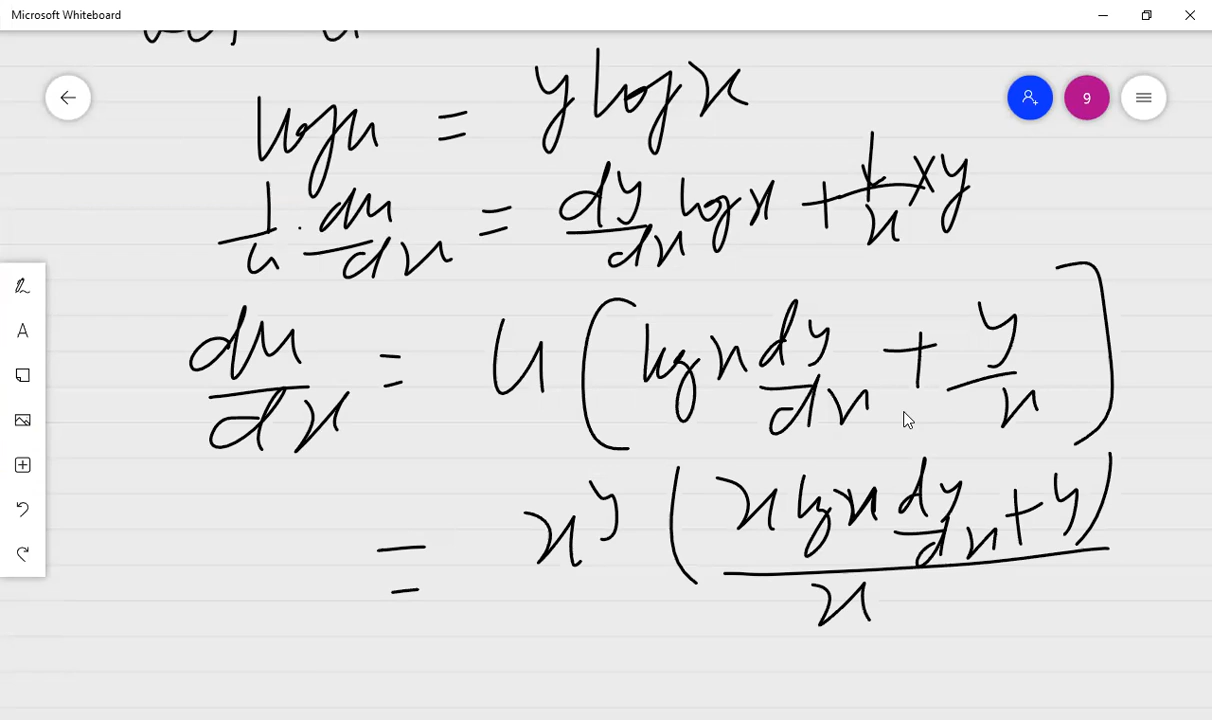 Microsoft Whiteboard
log u = y log x
9
1/u · du/dx = dy/dx log x + 1/x × y
A
du/dx = u ( log x dy/dx + y/x )
= x^y ( (x log x dy/dx + y) / x